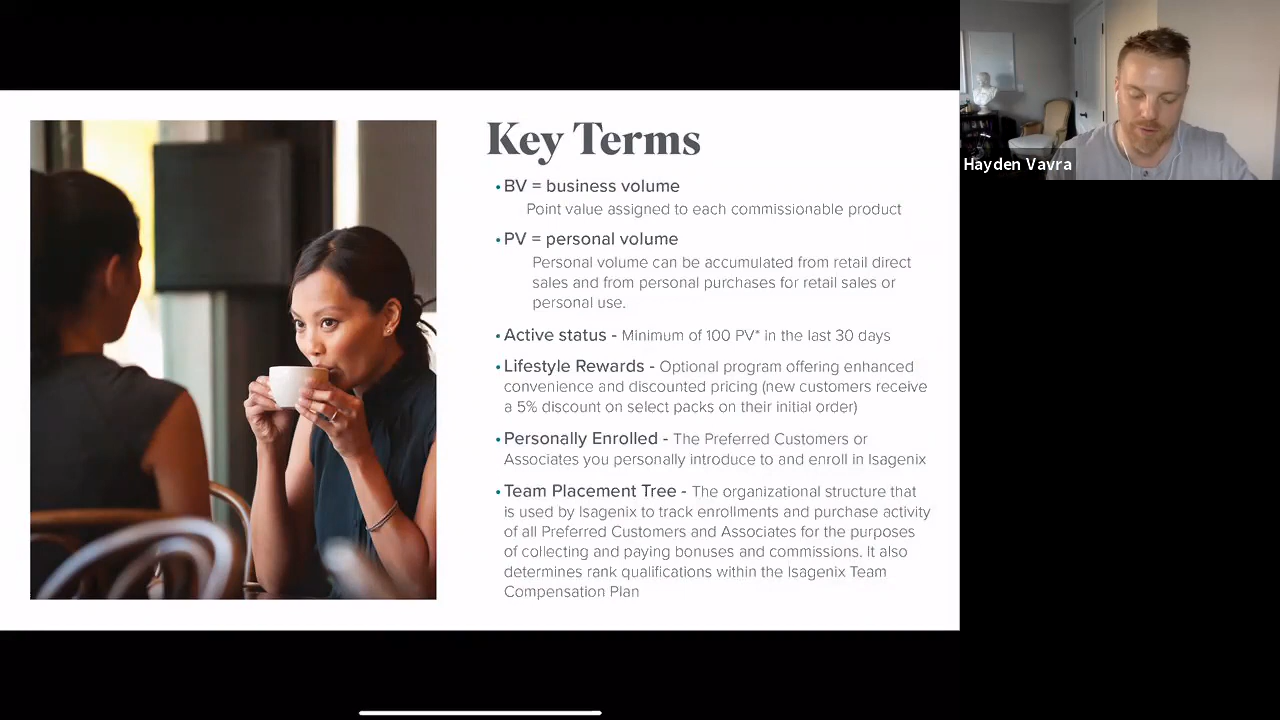 Key Terms
• BV = business volume
Point value assigned to each commissionable product
• PV = personal volume
Personal volume can be accumulated from retail direct
sales and from personal purchases for retail sales or
personal use.
• Active status - Minimum of 100 PV* in the last 30 days
• Lifestyle Rewards - Optional program offering enhanced
convenience and discounted pricing (new customers receive
a 5% discount on select packs on their initial order)
• Personally Enrolled - The Preferred Customers or
Associates you personally introduce to and enroll in Isagenix
• Team Placement Tree - The organizational structure that
is used by Isagenix to track enrollments and purchase activity
of all Preferred Customers and Associates for the purposes
of collecting and paying bonuses and commissions. It also
determines rank qualifications within the Isagenix Team
Compensation Plan
Hayden Vavra